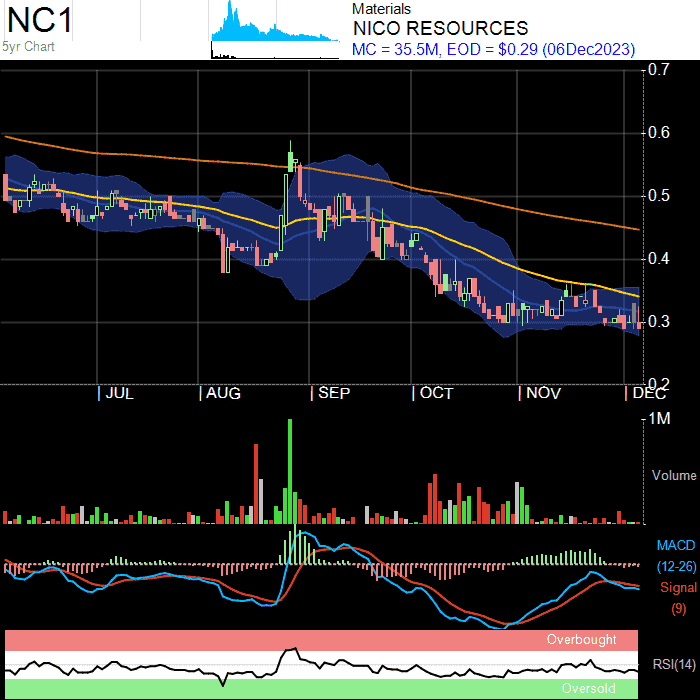 NC1
5yr Chart
Materials
NICO RESOURCES
MC = 35.5M, EOD = $0.29 (06Dec2023)
0.7
0.6
0.5
0.4
0.3
0.2
| JUL | AUG | SEP | OCT | NOV | DEC
1M
Volume
MACD
(12-26)
Signal
(9)
Overbought
RSI(14)
Oversold